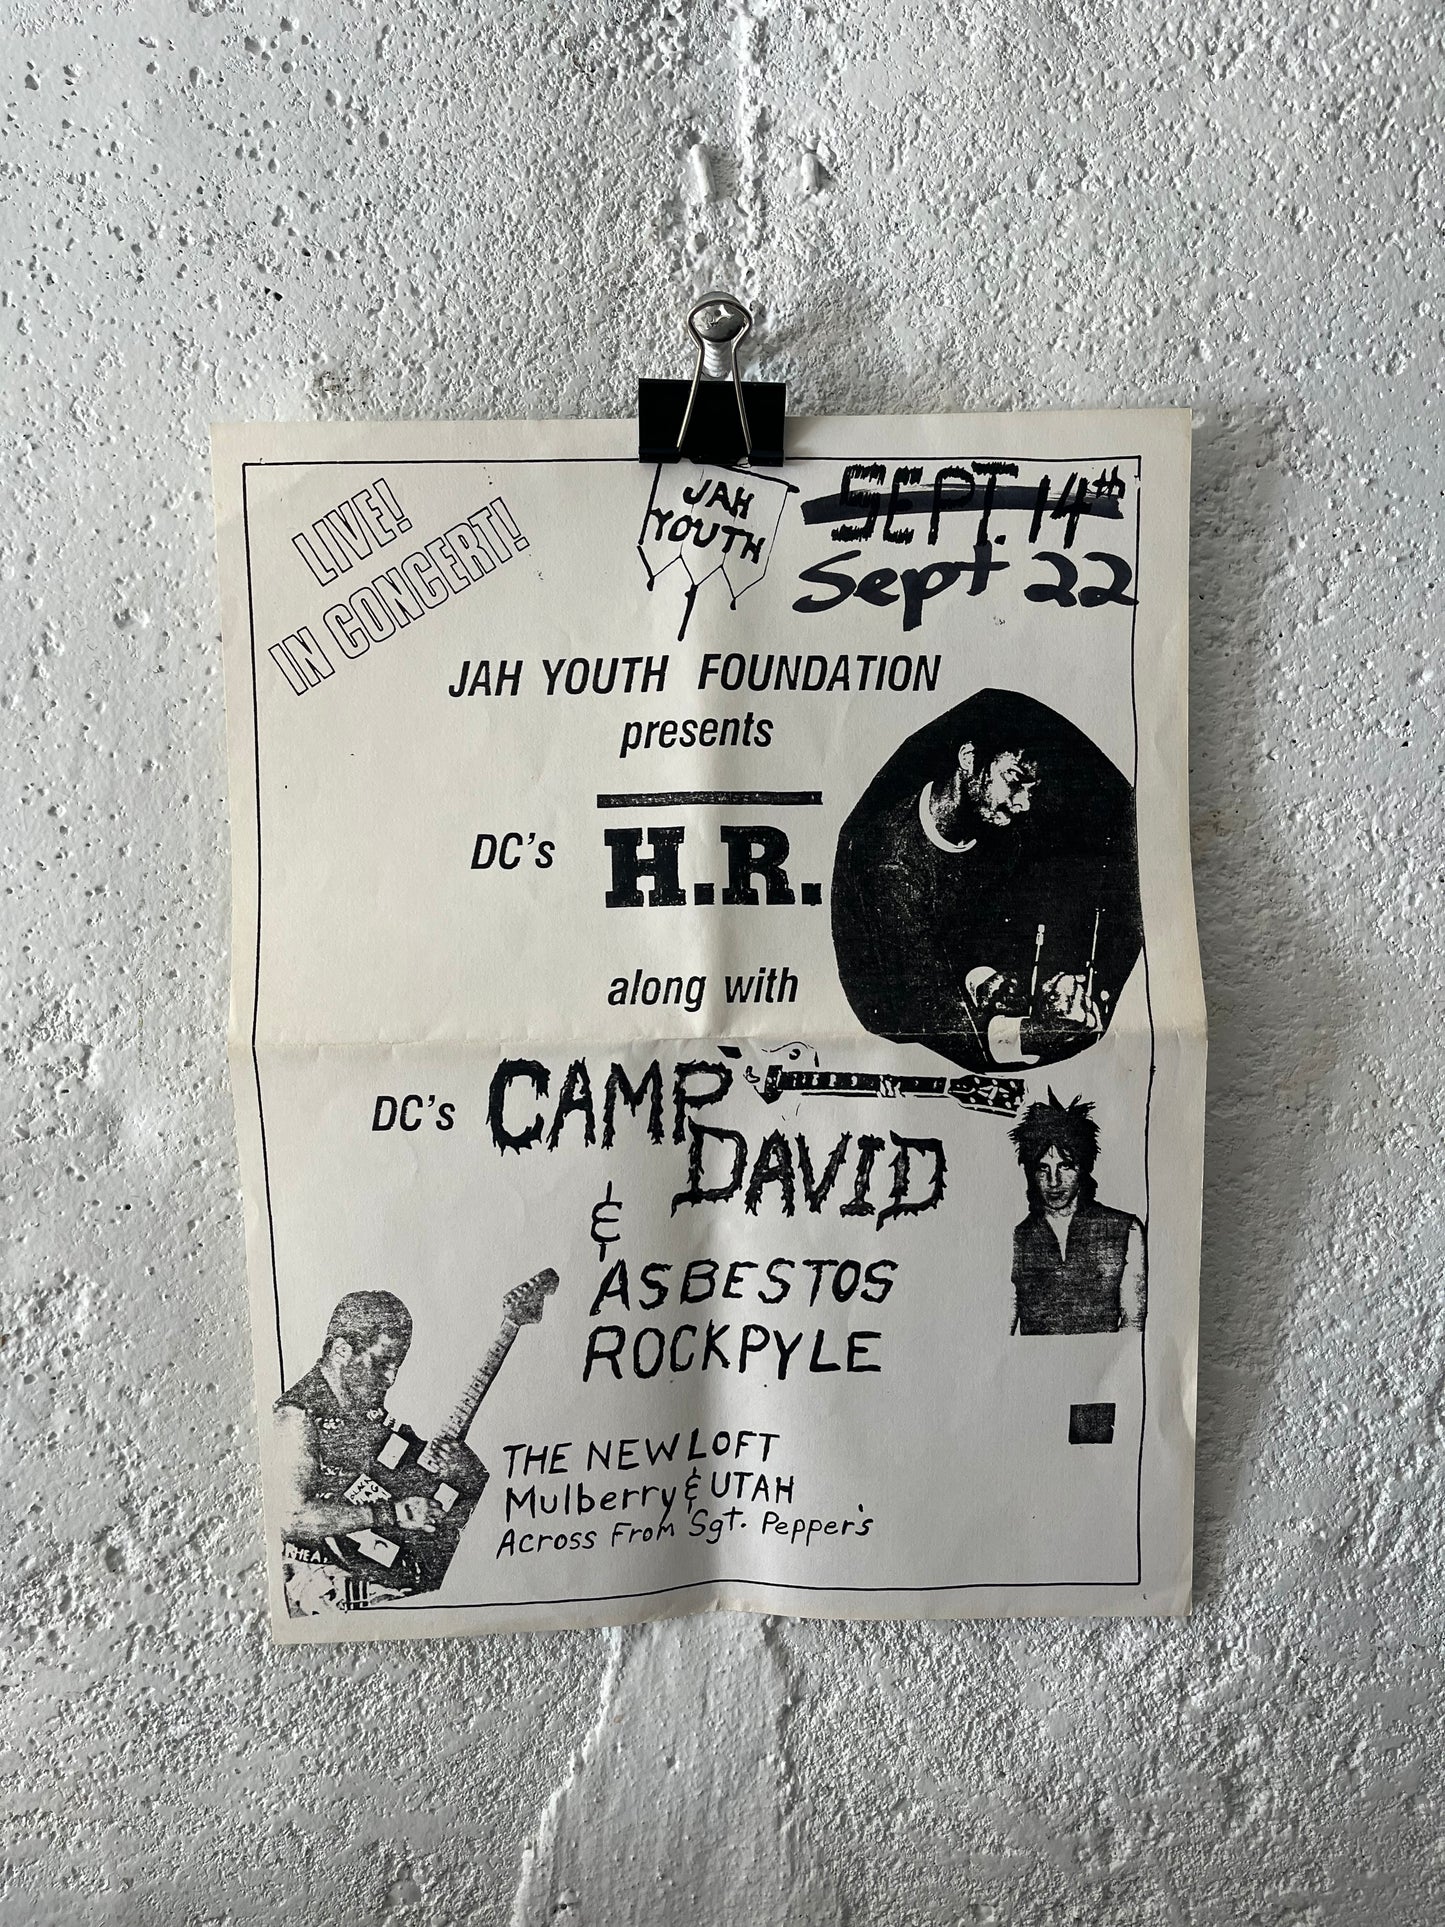 LIVE!
IN CONCERT!
JAH
YOUTH
SEPT. 14th
Sept 22
JAH YOUTH FOUNDATION
presents
DC's H.R.
along with
DC's CAMP
DAVID
&
ASBESTOS
ROCKPYLE
THE NEW LOFT
Mulberry & UTAH
Across From Sgt. Pepper's